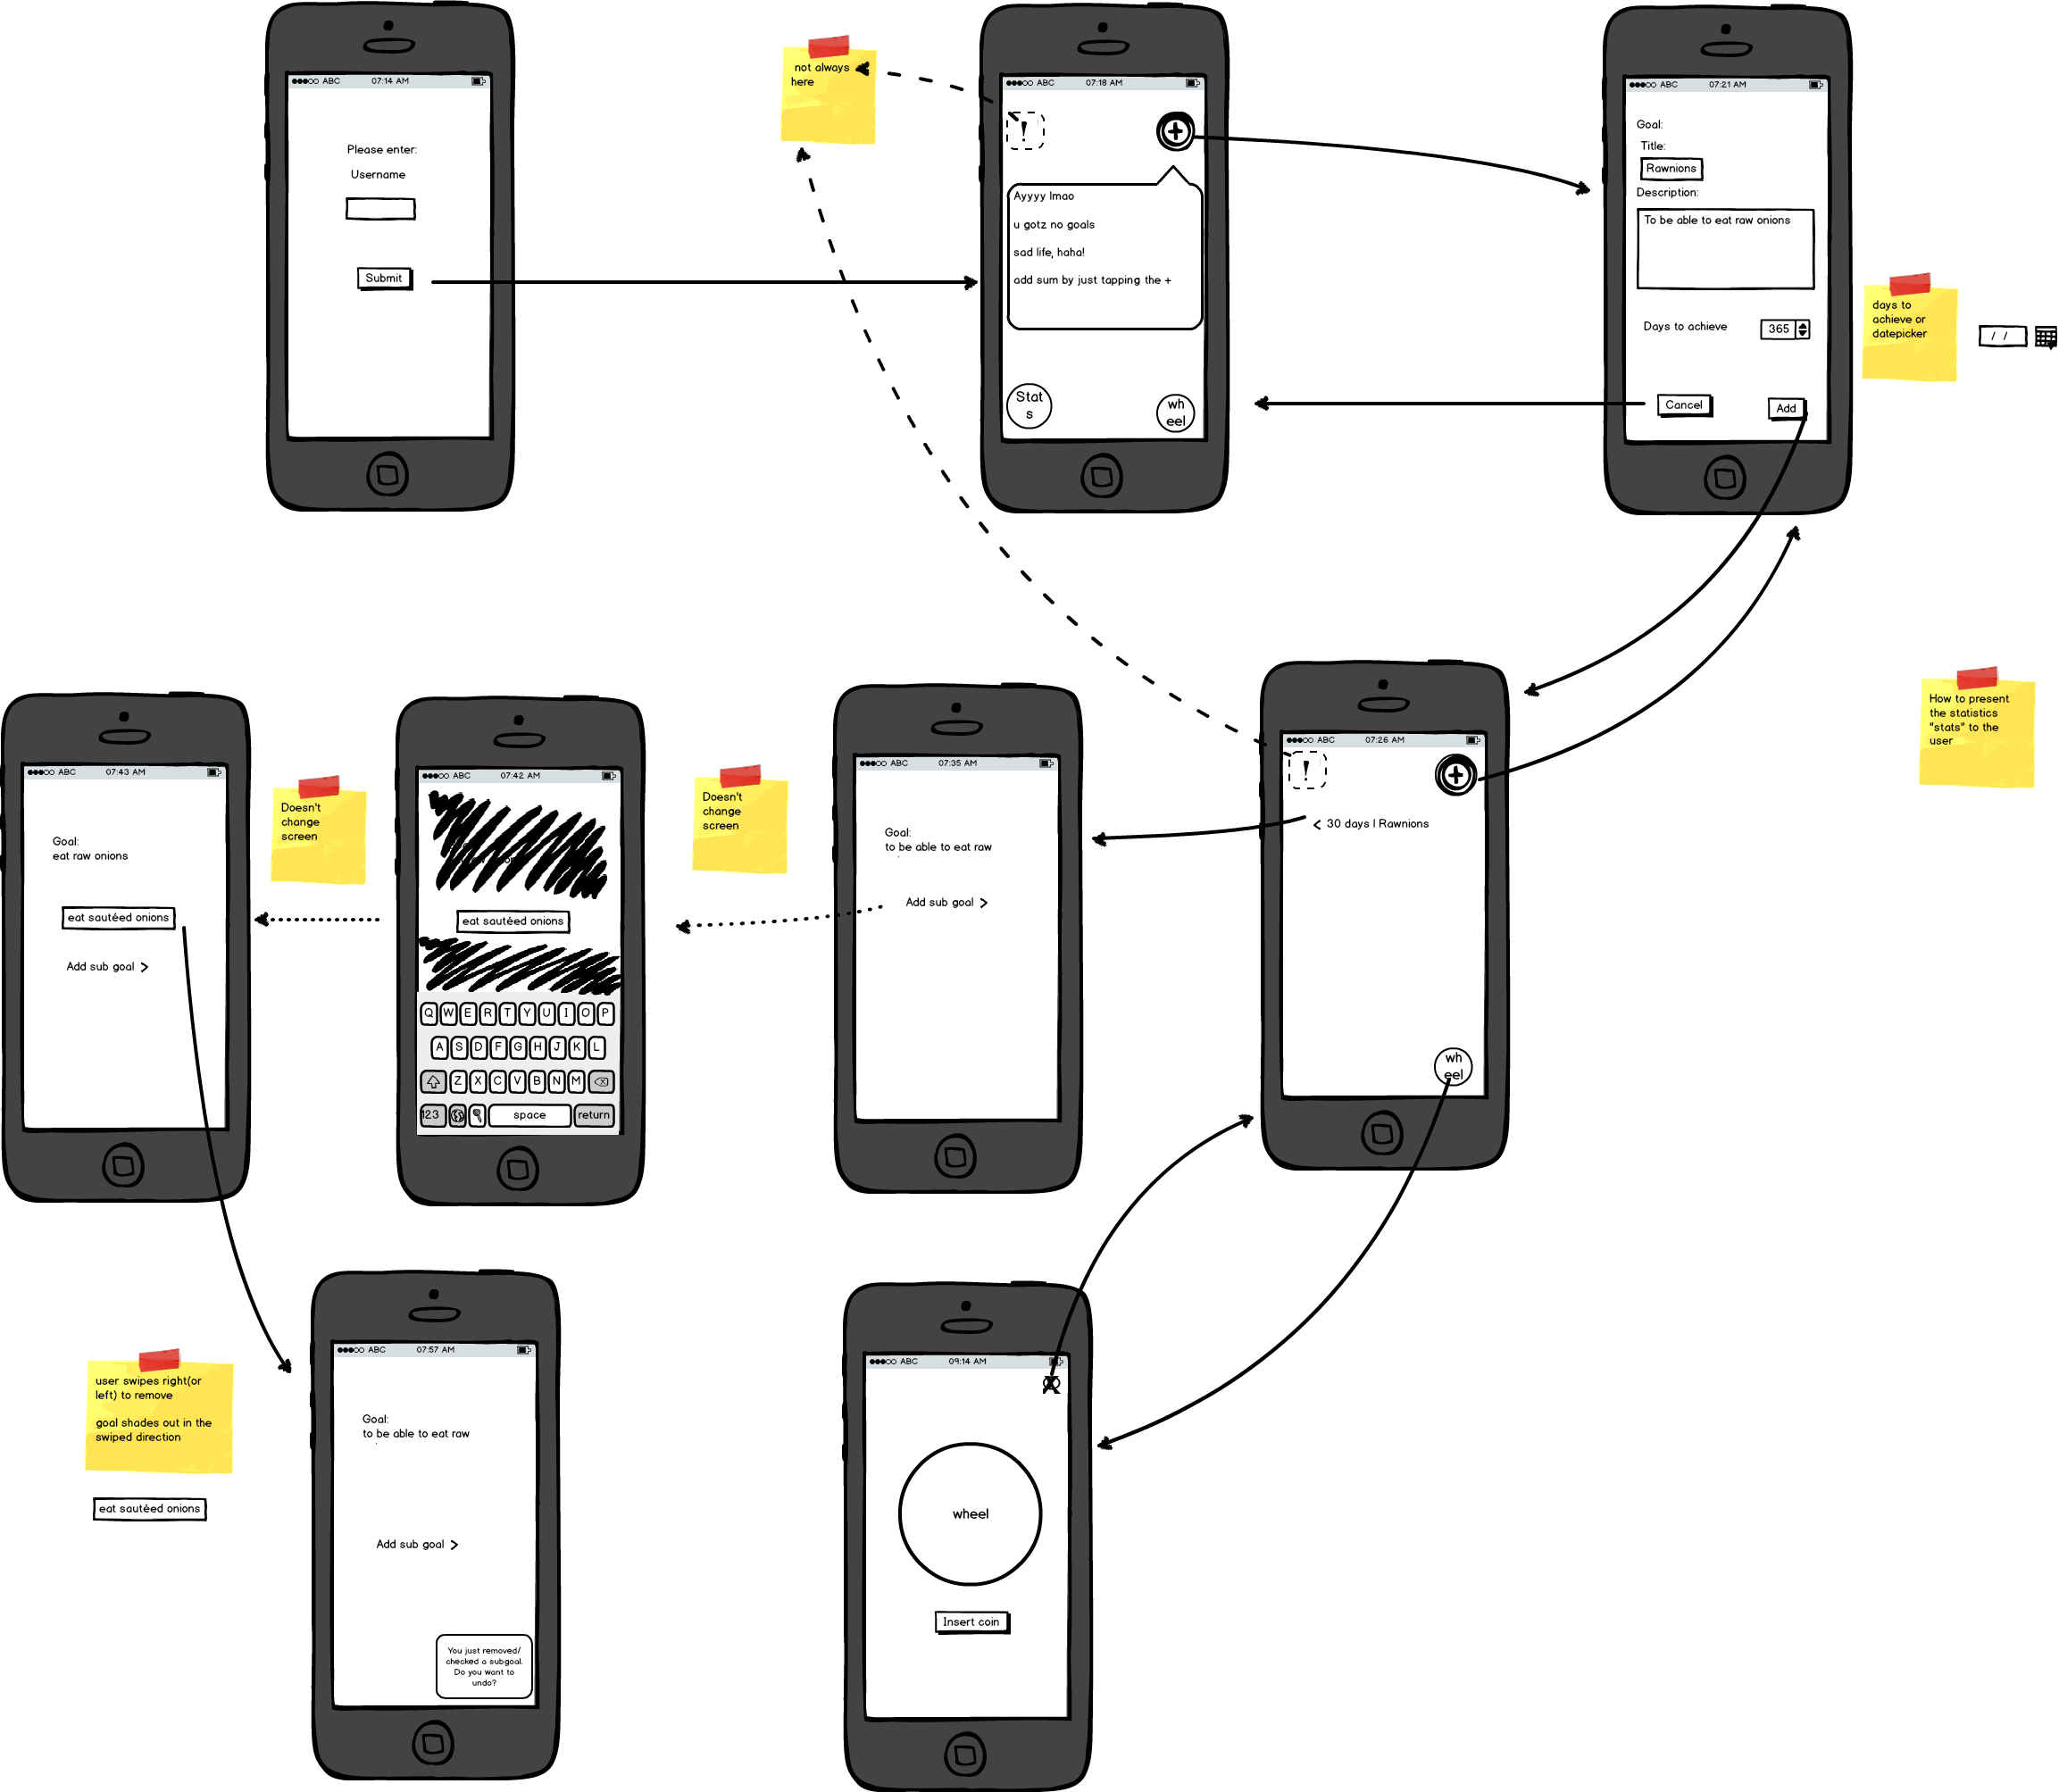 ABC 07:14 AM
Please enter:
Username
Submit
not always
here
ABC 07:18 AM
!
+
Ayyyy lmao
u gotz no goals
sad life, haha!
add sum by just tapping the +
Stat
s
wh
eel
ABC 07:21 AM
Goal:
Title:
Rawnions
Description:
To be able to eat raw onions
Days to achieve 365
Cancel
Add
days to
achieve or
datepicker
/ /
ABC 07:43 AM
Goal:
eat raw onions
eat sautéed onions
Add sub goal >
Doesn't
change
screen
ABC 07:42 AM
eat sautéed onions
Q W E R T Y U I O P
A S D F G H J K L
Z X C V B N M
123 space return
Doesn't
change
screen
ABC 07:35 AM
Goal:
to be able to eat raw
Add sub goal >
ABC 07:26 AM
!
+
< 30 days | Rawnions
wh
eel
How to present
the statistics
"stats" to the
user
user swipes right(or
left) to remove
goal shades out in the
swiped direction
eat sautéed onions
ABC 07:57 AM
Goal:
to be able to eat raw
Add sub goal >
You just removed/
checked a subgoal.
Do you want to
undo?
ABC 09:14 AM
X
wheel
Insert coin